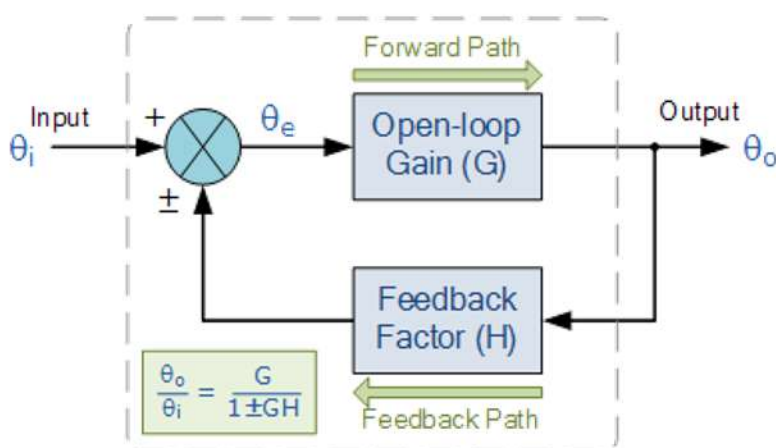 Forward Path
Input
+
θe
Open-loop
Gain (G)
Output
θi
θo
±
Feedback
Factor (H)
θo/θi = G/1±GH
Feedback Path